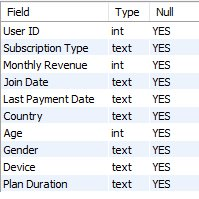 Field Type Null
User ID int YES
Subscription Type text YES
Monthly Revenue int YES
Join Date text YES
Last Payment Date text YES
Country text YES
Age int YES
Gender text YES
Device text YES
Plan Duration text YES